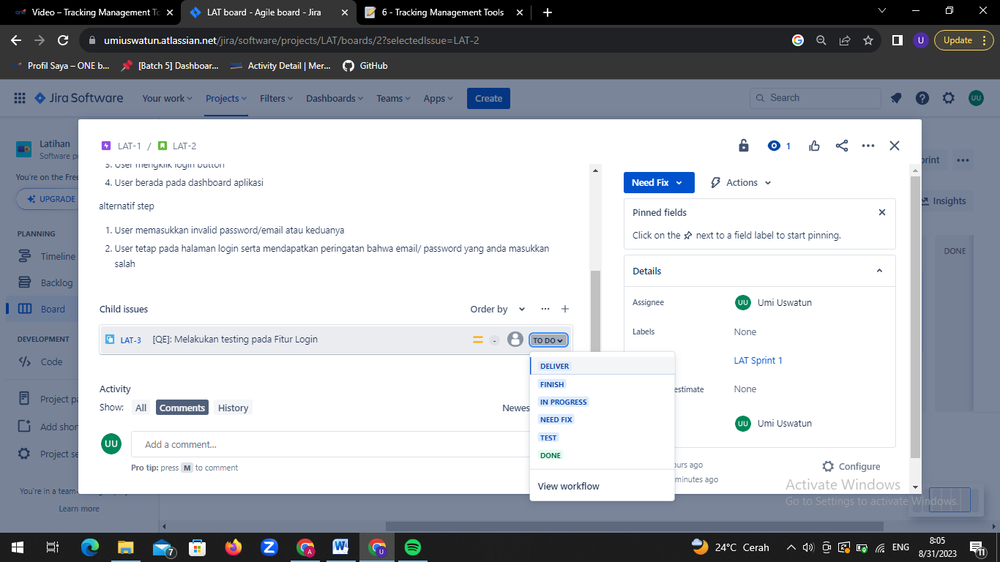 Video – Tracking Management To
LAT board - Agile board - Jira
6 - Tracking Management Tools
umiuswatun.atlassian.net/jira/software/projects/LAT/boards/2?selectedIssue=LAT-2
U
Update
Profil Saya – ONE b...
[Batch 5] Dashboar...
Activity Detail | Mer...
GitHub
Jira Software
Your work
Projects
Filters
Dashboards
Teams
Apps
Create
Search
UU
Latihan
Software p
You're on the Free
UPGRADE
PLANNING
Timeline
Backlog
Board
DEVELOPMENT
Code
Project pa
Add shor
Project se
You're in a team-
Learn more
LAT-1 / LAT-2
1
3. User mengklik login button
4. User berada pada dashboard aplikasi
alternatif step
1. User memasukkan invalid password/email atau keduanya
2. User tetap pada halaman login serta mendapatkan peringatan bahwa email/ password yang anda masukkan
salah
Child issues
Order by
LAT-3 [QE]: Melakukan testing pada Fitur Login
-
TO DO
DELIVER
FINISH
IN PROGRESS
NEED FIX
TEST
DONE
View workflow
Activity
Show:
All
Comments
History
Newes
UU
Add a comment...
Pro tip: press M to comment
Need Fix
Actions
Pinned fields
Click on the next to a field label to start pinning.
Details
Assignee
UU Umi Uswatun
Labels
None
LAT Sprint 1
estimate
None
UU Umi Uswatun
ours ago
minutes ago
Configure
print
Insights
DONE
Activate Windows
Go to Settings to activate Windows.
7
A
U
24°C Cerah
ENG
8:05
8/31/2023
11